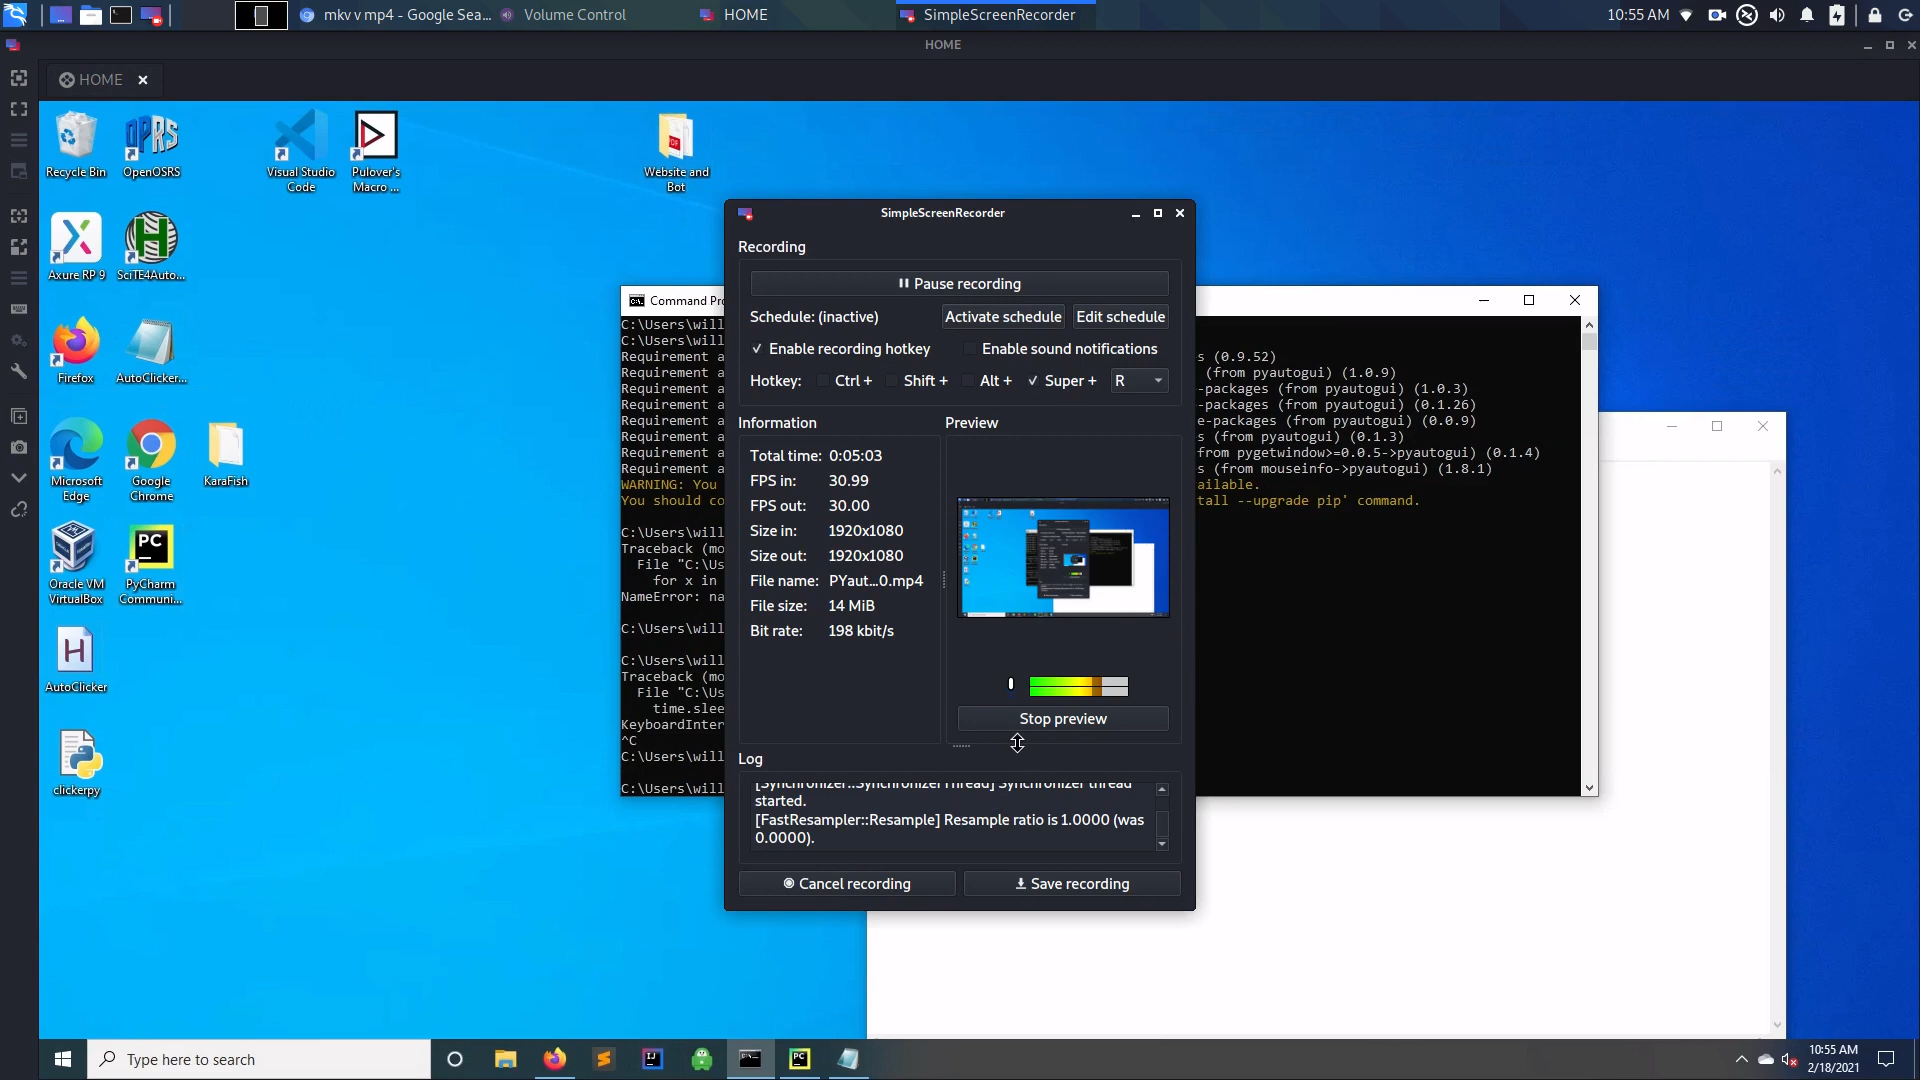 mkv v mp4 - Google Sea...
Volume Control
HOME
SimpleScreenRecorder
10:55 AM
HOME
HOME
Recycle Bin
OpenOSRS
Visual Studio
Code
Pulover's
Macro ...
Website and
Bot
Axure RP 9
SciTE4Auto...
Firefox
AutoClicker...
Microsoft
Edge
Google
Chrome
KaraFish
Oracle VM
VirtualBox
PyCharm
Communi...
AutoClicker
clickerpy
SimpleScreenRecorder
Recording
Pause recording
Schedule: (inactive)
Activate schedule
Edit schedule
Enable recording hotkey
Enable sound notifications
Hotkey:
Ctrl +
Shift +
Alt +
Super +
R
Information
Total time: 0:05:03
FPS in: 30.99
FPS out: 30.00
Size in: 1920x1080
Size out: 1920x1080
File name: PYaut...0.mp4
File size: 14 MiB
Bit rate: 198 kbit/s
Preview
Stop preview
Log
[Synchronizer::SynchronizerThread] Synchronizer thread
started.
[FastResampler::Resample] Resample ratio is 1.0000 (was
0.0000).
Cancel recording
Save recording
Command Pro
C:\Users\will
C:\Users\will
Requirement a s (0.9.52)
Requirement a (from pyautogui) (1.0.9)
Requirement a -packages (from pyautogui) (1.0.3)
Requirement a -packages (from pyautogui) (0.1.26)
Requirement a e-packages (from pyautogui) (0.0.9)
Requirement a s (from pyautogui) (0.1.3)
Requirement a from pygetwindow>=0.0.5->pyautogui) (0.1.4)
Requirement a s (from mouseinfo->pyautogui) (1.8.1)
WARNING: You ailable.
You should co tall --upgrade pip' command.
C:\Users\will
Traceback (mo
File "C:\Us
for x in
NameError: na
C:\Users\will
C:\Users\will
Traceback (mo
File "C:\Us
time.slee
KeyboardInter
^C
C:\Users\will
C:\Users\will
Type here to search
10:55 AM
2/18/2021